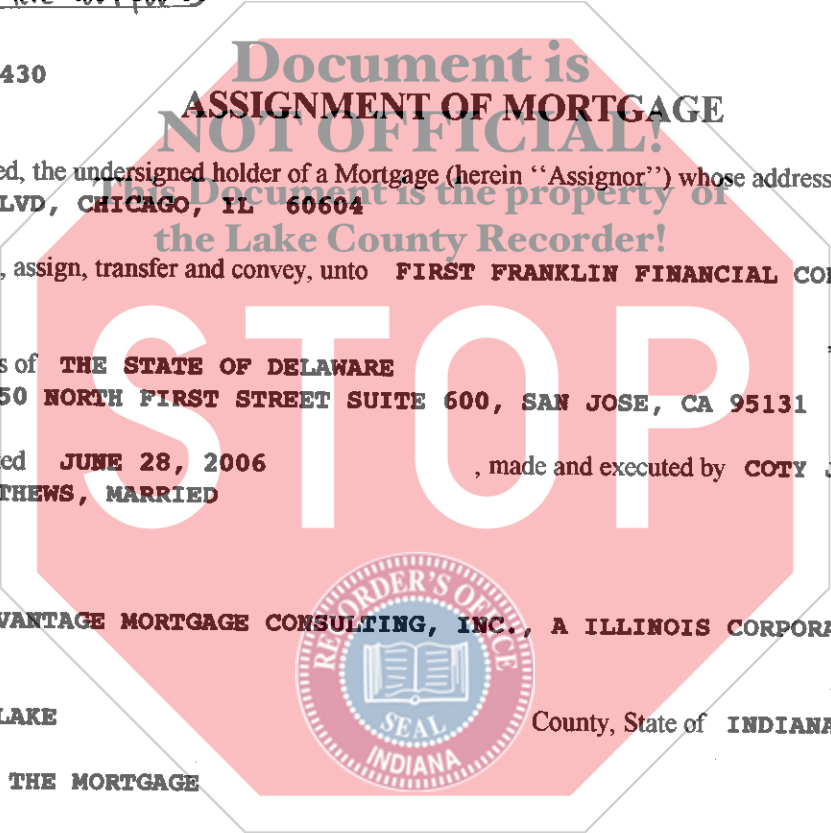 430
Document is
ASSIGNMENT OF MORTGAGE
NOT OFFICIAL!
ed, the undersigned holder of a Mortgage (herein "Assignor") whose address
This Document is the property of
LVD, CHICAGO, IL 60604
the Lake County Recorder!
, assign, transfer and convey, unto FIRST FRANKLIN FINANCIAL CO
STOP
s of THE STATE OF DELAWARE
50 NORTH FIRST STREET SUITE 600, SAN JOSE, CA 95131
ed JUNE 28, 2006 , made and executed by COTY J
THEWS, MARRIED
RECORDER'S OFFICE
VANTAGE MORTGAGE CONSULTING, INC., A ILLINOIS CORPORA
SEAL
INDIANA
LAKE County, State of INDIANA
THE MORTGAGE